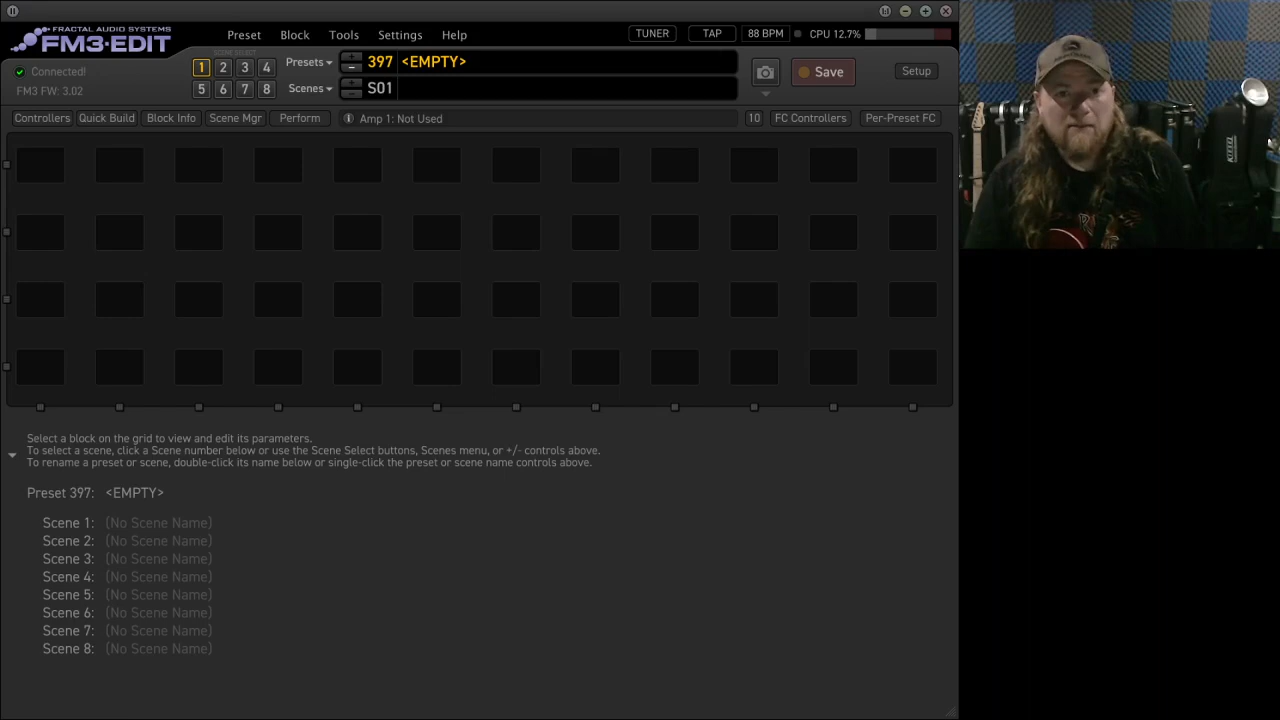 FRACTAL AUDIO SYSTEMS
FM3-EDIT
Preset Block Tools Settings Help
TUNER TAP 88 BPM CPU 12.7%
Connected!
FM3 FW: 3.02
SCENE SELECT
1 2 3 4
5 6 7 8
Presets 397 <EMPTY>
Scenes S01
Save
Setup
Controllers Quick Build Block Info Scene Mgr Perform Amp 1: Not Used 10 FC Controllers Per-Preset FC
Select a block on the grid to view and edit its parameters.
To select a scene, click a Scene number below or use the Scene Select buttons, Scenes menu, or +/- controls above.
To rename a preset or scene, double-click its name below or single-click the preset or scene name controls above.
Preset 397: <EMPTY>
Scene 1: (No Scene Name)
Scene 2: (No Scene Name)
Scene 3: (No Scene Name)
Scene 4: (No Scene Name)
Scene 5: (No Scene Name)
Scene 6: (No Scene Name)
Scene 7: (No Scene Name)
Scene 8: (No Scene Name)